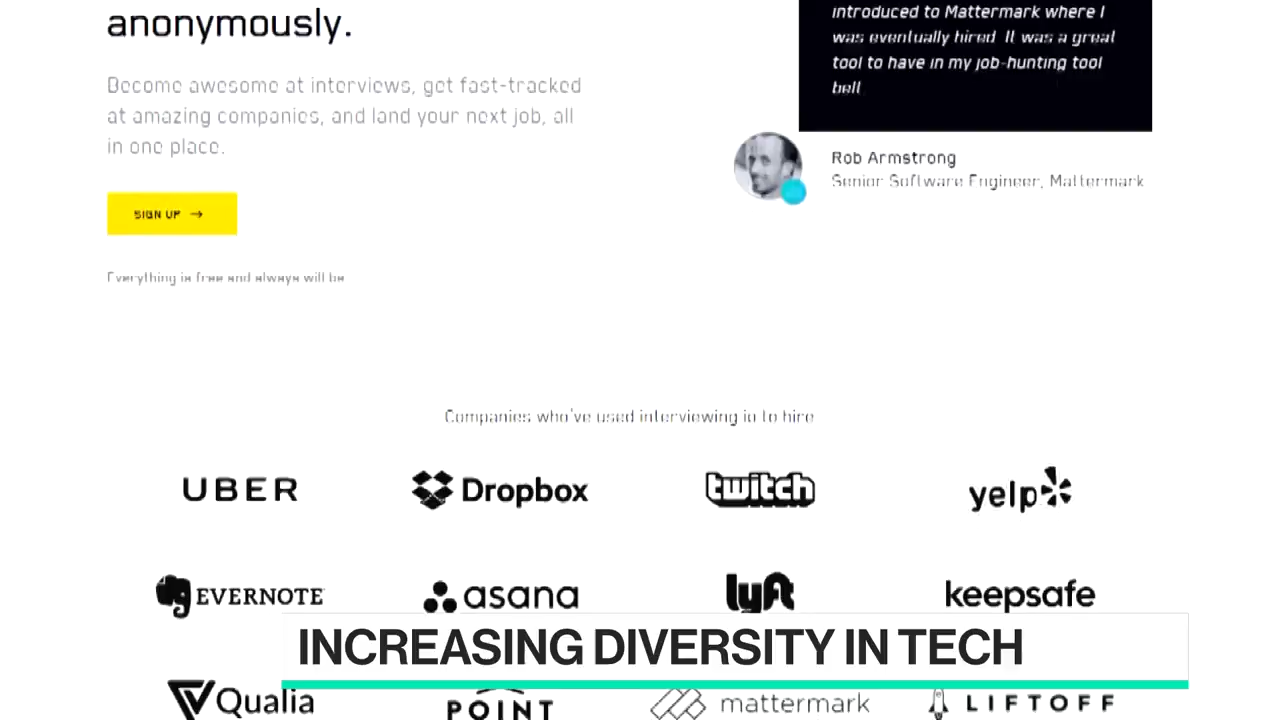 anonymously.
Become awesome at interviews, get fast-tracked
at amazing companies, and land your next job, all
in one place.
SIGN UP →
Everything is free and always will be
introduced to Mattermark where I
was eventually hired. It was a great
tool to have in my job-hunting tool
belt
Rob Armstrong
Senior Software Engineer, Mattermark
Companies who've used interviewing.io to hire
UBER
Dropbox
twitch
yelp
EVERNOTE
asana
lyft
keepsafe
INCREASING DIVERSITY IN TECH
Qualia
POINT
mattermark
LIFTOFF